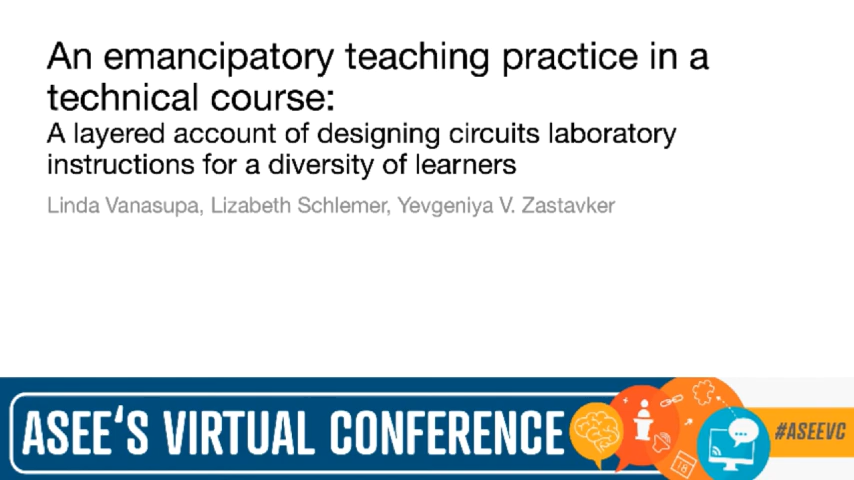 An emancipatory teaching practice in a
technical course:
A layered account of designing circuits laboratory
instructions for a diversity of learners
Linda Vanasupa, Lizabeth Schlemer, Yevgeniya V. Zastavker
ASEE'S VIRTUAL CONFERENCE
#ASEEVC